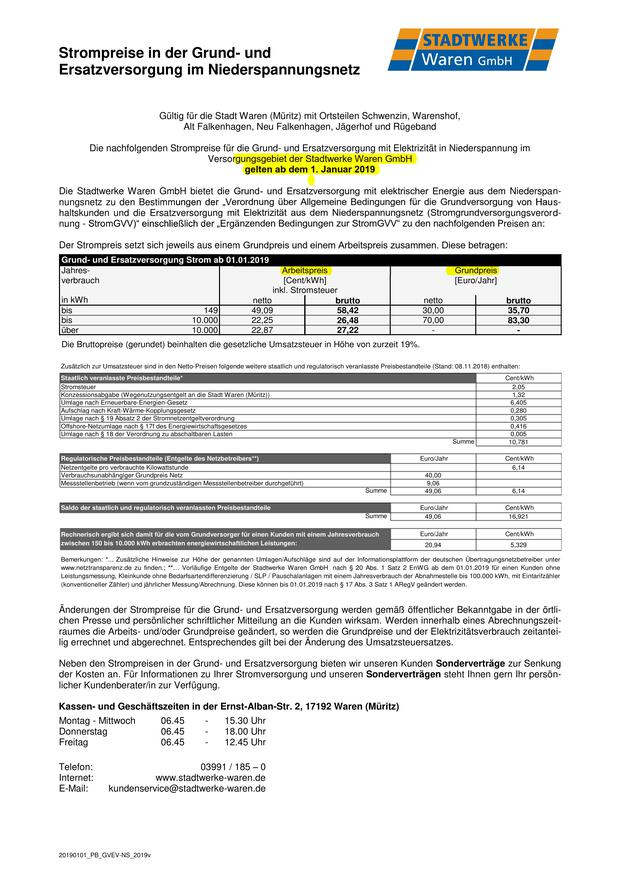 Strompreise in der Grund- und
Ersatzversorgung im Niederspannungsnetz
STADTWERKE
Waren GmbH
Gültig für die Stadt Waren (Müritz) mit Ortsteilen Schwenzin, Warenshof,
Alt Falkenhagen, Neu Falkenhagen, Jägerhof und Rügeband
Die nachfolgenden Strompreise für die Grund- und Ersatzversorgung mit Elektrizität in Niederspannung im
Versorgungsgebiet der Stadtwerke Waren GmbH
gelten ab dem 1. Januar 2019
Die Stadtwerke Waren GmbH bietet die Grund- und Ersatzversorgung mit elektrischer Energie aus dem Niederspan-
nungsnetz zu den Bestimmungen der „Verordnung über Allgemeine Bedingungen für die Grundversorgung von Haus-
haltskunden und die Ersatzversorgung mit Elektrizität aus dem Niederspannungsnetz (Stromgrundversorgungsverord-
nung - StromGVV)“ einschließlich der „Ergänzenden Bedingungen zur StromGVV“ zu den nachfolgenden Preisen an:
Der Strompreis setzt sich jeweils aus einem Grundpreis und einem Arbeitspreis zusammen. Diese betragen:
Grund- und Ersatzversorgung Strom ab 01.01.2019
Jahres- Arbeitspreis Grundpreis
verbrauch [Cent/kWh] [Euro/Jahr]
inkl. Stromsteuer
in kWh netto brutto netto brutto
bis 149 49,09 58,42 30,00 35,70
bis 10.000 22,25 26,48 70,00 83,30
über 10.000 22,87 27,22 - -
Die Bruttopreise (gerundet) beinhalten die gesetzliche Umsatzsteuer in Höhe von zurzeit 19%.
Zusätzlich zur Umsatzsteuer sind in den Netto-Preisen folgende weitere staatlich und regulatorisch veranlasste Preisbestandteile (Stand: 08.11.2018) enthalten:
Staatlich veranlasste Preisbestandteile* Cent/kWh
Stromsteuer 2,05
Konzessionsabgabe (Wegenutzungsentgelt an die Stadt Waren (Müritz)) 1,32
Umlage nach Erneuerbare-Energien-Gesetz 6,405
Aufschlag nach Kraft-Wärme-Kopplungsgesetz 0,280
Umlage nach § 19 Absatz 2 der Stromnetzentgeltverordnung 0,305
Offshore-Netzumlage nach § 17f des Energiewirtschaftsgesetzes 0,416
Umlage nach § 18 der Verordnung zu abschaltbaren Lasten 0,005
Summe 10,781
Regulatorische Preisbestandteile (Entgelte des Netzbetreibers**) Euro/Jahr Cent/kWh
Netzentgelte pro verbrauchte Kilowattstunde 6,14
Verbrauchsunabhängiger Grundpreis Netz 40,00
Messstellenbetrieb (wenn vom grundzuständigen Messstellenbetreiber durchgeführt) 9,06
Summe 49,06 6,14
Saldo der staatlich und regulatorisch veranlassten Preisbestandteile Euro/Jahr Cent/kWh
Summe 49,06 16,921
Rechnerisch ergibt sich damit für die vom Grundversorger für einen Kunden mit einem Jahresverbrauch Euro/Jahr Cent/kWh
zwischen 150 bis 10.000 kWh erbrachten energiewirtschaftlichen Leistungen: 20,94 5,329
Bemerkungen: *... Zusätzliche Hinweise zur Höhe der genannten Umlagen/Aufschläge sind auf der Informationsplattform der deutschen Übertragungsnetzbetreiber unter
www.netztransparenz.de zu finden.; **... Vorläufige Entgelte der Stadtwerke Waren GmbH nach § 20 Abs. 1 Satz 2 EnWG ab dem 01.01.2019 für einen Kunden ohne
Leistungsmessung, Kleinkunde ohne Bedarfsartendifferenzierung / SLP / Pauschalanlagen mit einem Jahresverbrauch der Abnahmestelle bis 100.000 kWh, mit Eintarifzähler
(konventioneller Zähler) und jährlicher Messung/Abrechnung. Diese können bis 01.01.2019 nach § 17 Abs. 3 Satz 1 ARegV geändert werden.
Änderungen der Strompreise für die Grund- und Ersatzversorgung werden gemäß öffentlicher Bekanntgabe in der örtli-
chen Presse und persönlicher schriftlicher Mitteilung an die Kunden wirksam. Werden innerhalb eines Abrechnungszeit-
raumes die Arbeits- und/oder Grundpreise geändert, so werden die Grundpreise und der Elektrizitätsverbrauch zeitantei-
lig errechnet und abgerechnet. Entsprechendes gilt bei der Änderung des Umsatzsteuersatzes.
Neben den Strompreisen in der Grund- und Ersatzversorgung bieten wir unseren Kunden Sonderverträge zur Senkung
der Kosten an. Für Informationen zu Ihrer Stromversorgung und unseren Sonderverträgen steht Ihnen gern Ihr persön-
licher Kundenberater/in zur Verfügung.
Kassen- und Geschäftszeiten in der Ernst-Alban-Str. 2, 17192 Waren (Müritz)
Montag - Mittwoch 06.45 - 15.30 Uhr
Donnerstag 06.45 - 18.00 Uhr
Freitag 06.45 - 12.45 Uhr
Telefon: 03991 / 185 – 0
Internet: www.stadtwerke-waren.de
E-Mail: kundenservice@stadtwerke-waren.de
20190101_PB_GVEV-NS_2019v